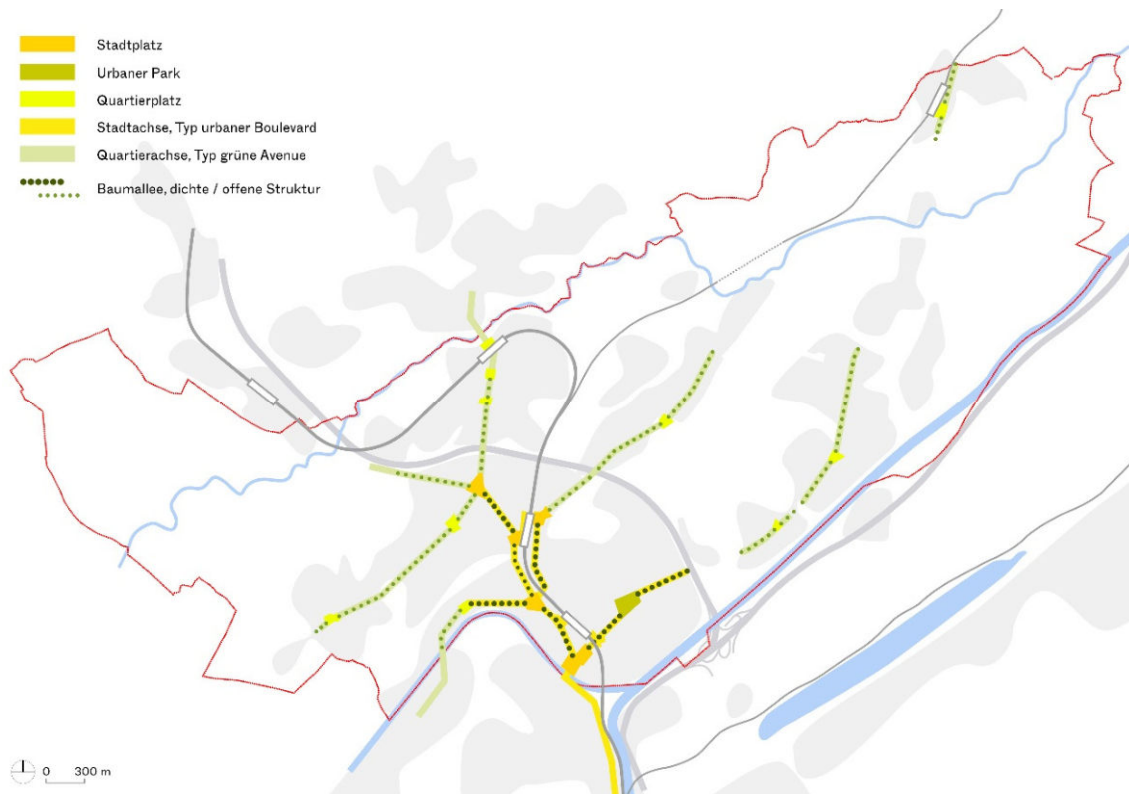 Stadtplatz
Urbaner Park
Quartierplatz
Stadtachse, Typ urbaner Boulevard
Quartierachse, Typ grüne Avenue
Baumallee, dichte / offene Struktur
0 300 m